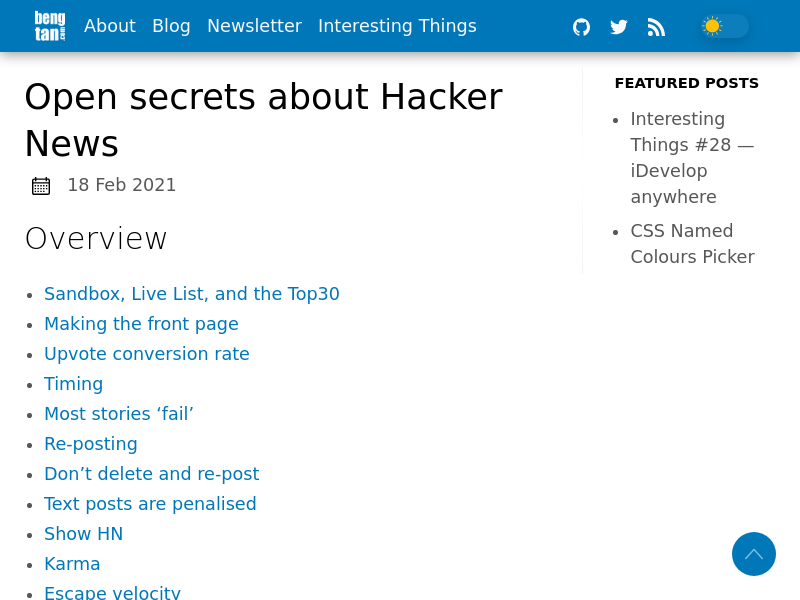 beng
tan.com
About Blog Newsletter Interesting Things
Open secrets about Hacker
News
18 Feb 2021
Overview
Sandbox, Live List, and the Top30
Making the front page
Upvote conversion rate
Timing
Most stories ‘fail’
Re-posting
Don’t delete and re-post
Text posts are penalised
Show HN
Karma
Escape velocity
FEATURED POSTS
Interesting
Things #28 —
iDevelop
anywhere
CSS Named
Colours Picker